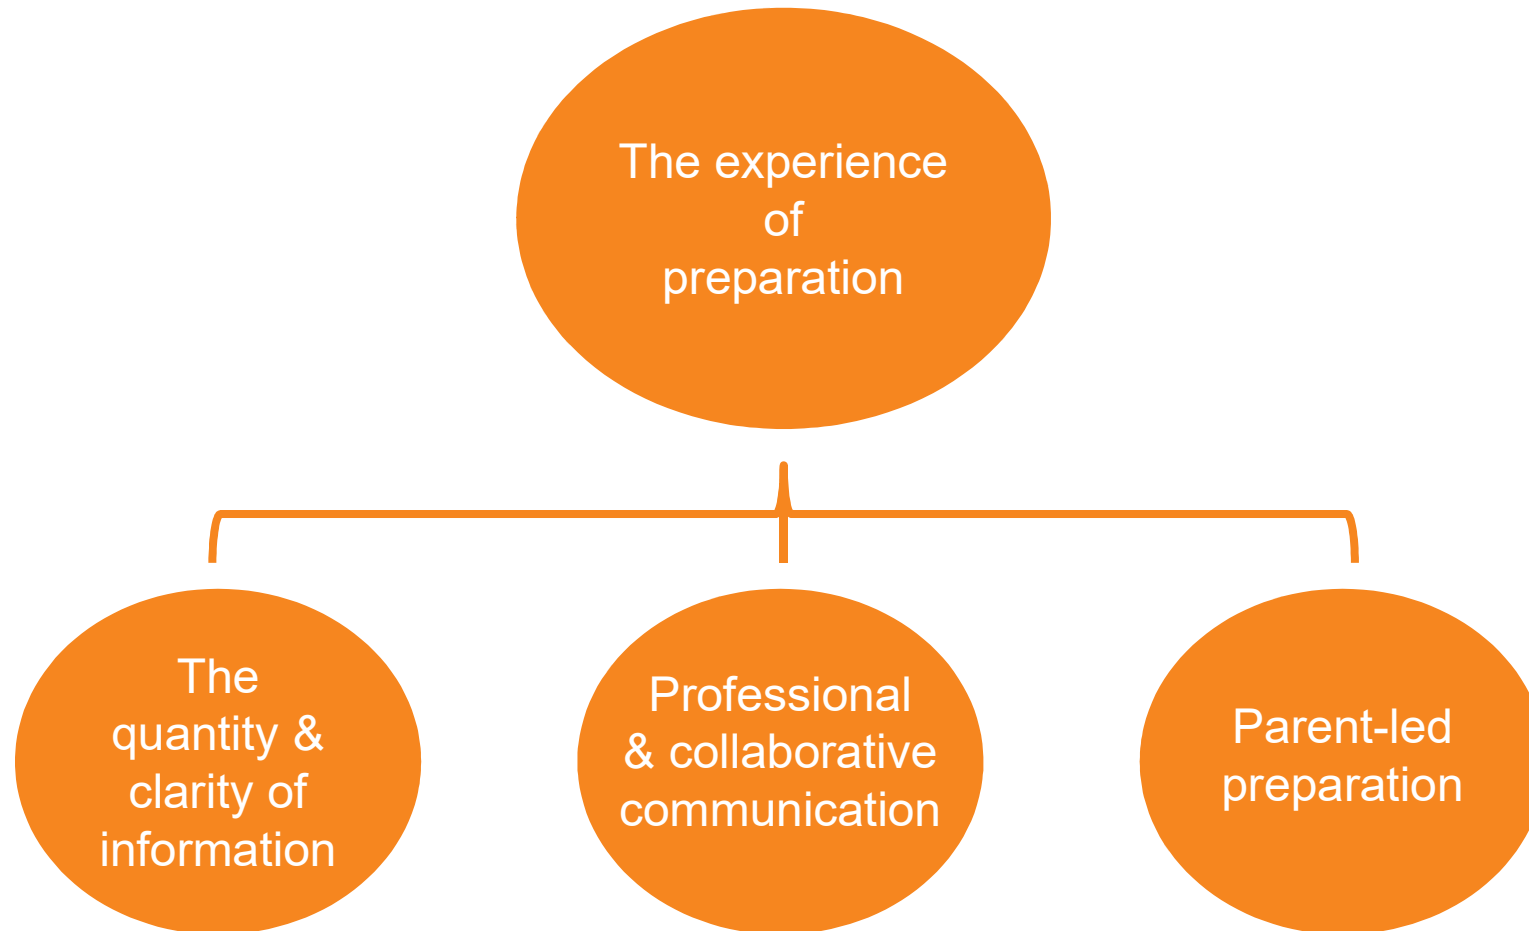 The experience
of
preparation
The
quantity &
clarity of
information
Professional
& collaborative
communication
Parent-led
preparation